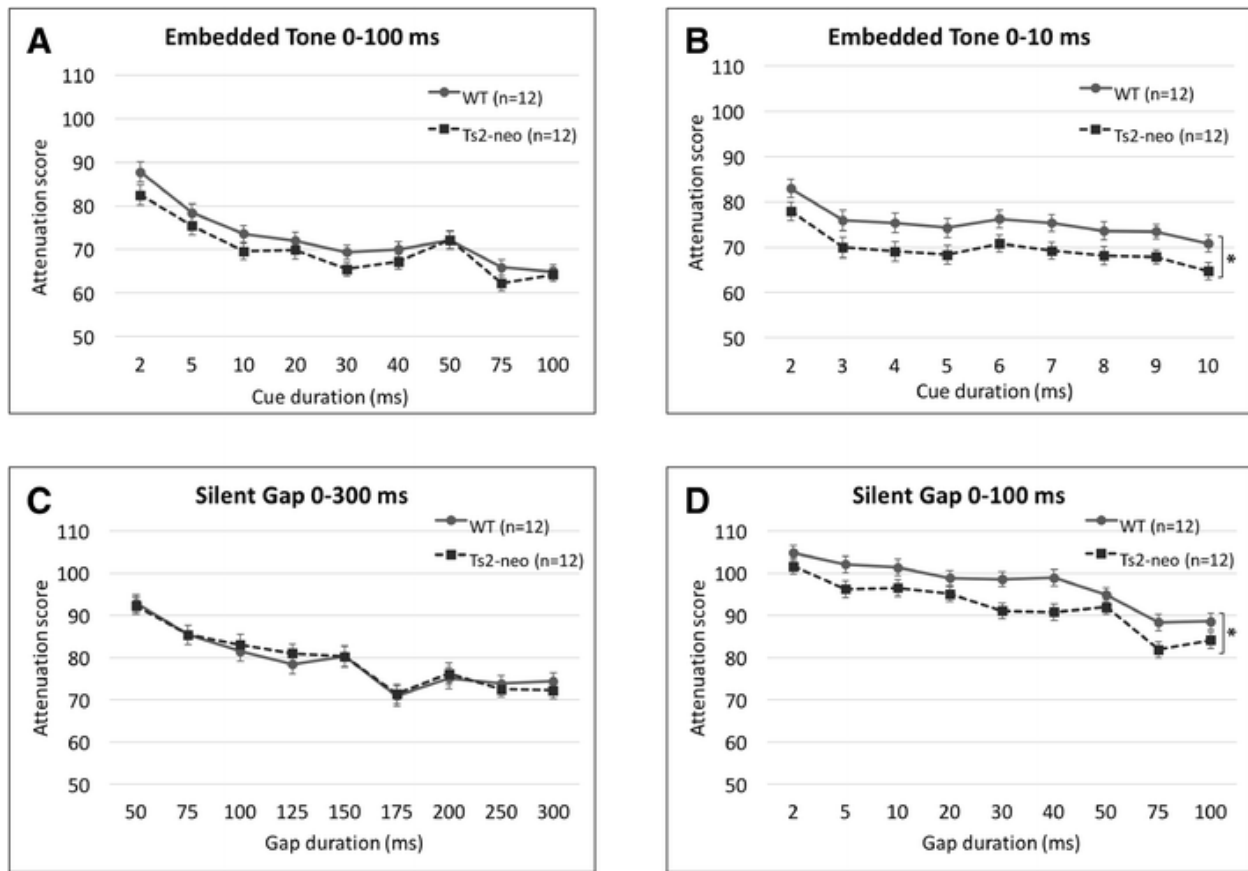 A
Embedded Tone 0-100 ms
WT (n=12)
Ts2-neo (n=12)
Attenuation score
110
100
90
80
70
60
50
2 5 10 20 30 40 50 75 100
Cue duration (ms)
B
Embedded Tone 0-10 ms
WT (n=12)
Ts2-neo (n=12)
Attenuation score
110
100
90
80
70
60
50
*
2 3 4 5 6 7 8 9 10
Cue duration (ms)
C
Silent Gap 0-300 ms
WT (n=12)
Ts2-neo (n=12)
Attenuation score
110
100
90
80
70
60
50
50 75 100 125 150 175 200 250 300
Gap duration (ms)
D
Silent Gap 0-100 ms
WT (n=12)
Ts2-neo (n=12)
Attenuation score
110
100
90
80
70
60
50
*
2 5 10 20 30 40 50 75 100
Gap duration (ms)